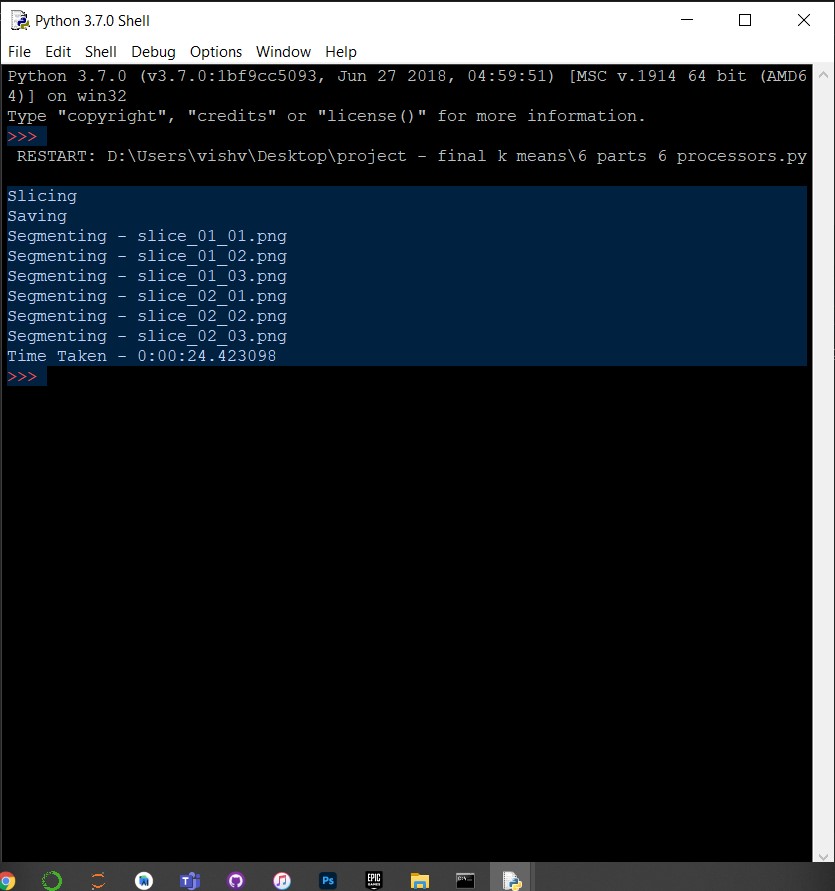 Python 3.7.0 Shell
File Edit Shell Debug Options Window Help
Python 3.7.0 (v3.7.0:1bf9cc5093, Jun 27 2018, 04:59:51) [MSC v.1914 64 bit (AMD6
4)] on win32
Type "copyright", "credits" or "license()" for more information.
>>>
RESTART: D:\Users\vishv\Desktop\project - final k means\6 parts 6 processors.py
Slicing
Saving
Segmenting - slice_01_01.png
Segmenting - slice_01_02.png
Segmenting - slice_01_03.png
Segmenting - slice_02_01.png
Segmenting - slice_02_02.png
Segmenting - slice_02_03.png
Time Taken - 0:00:24.423098
>>>
Ps
EPIC
GAMES